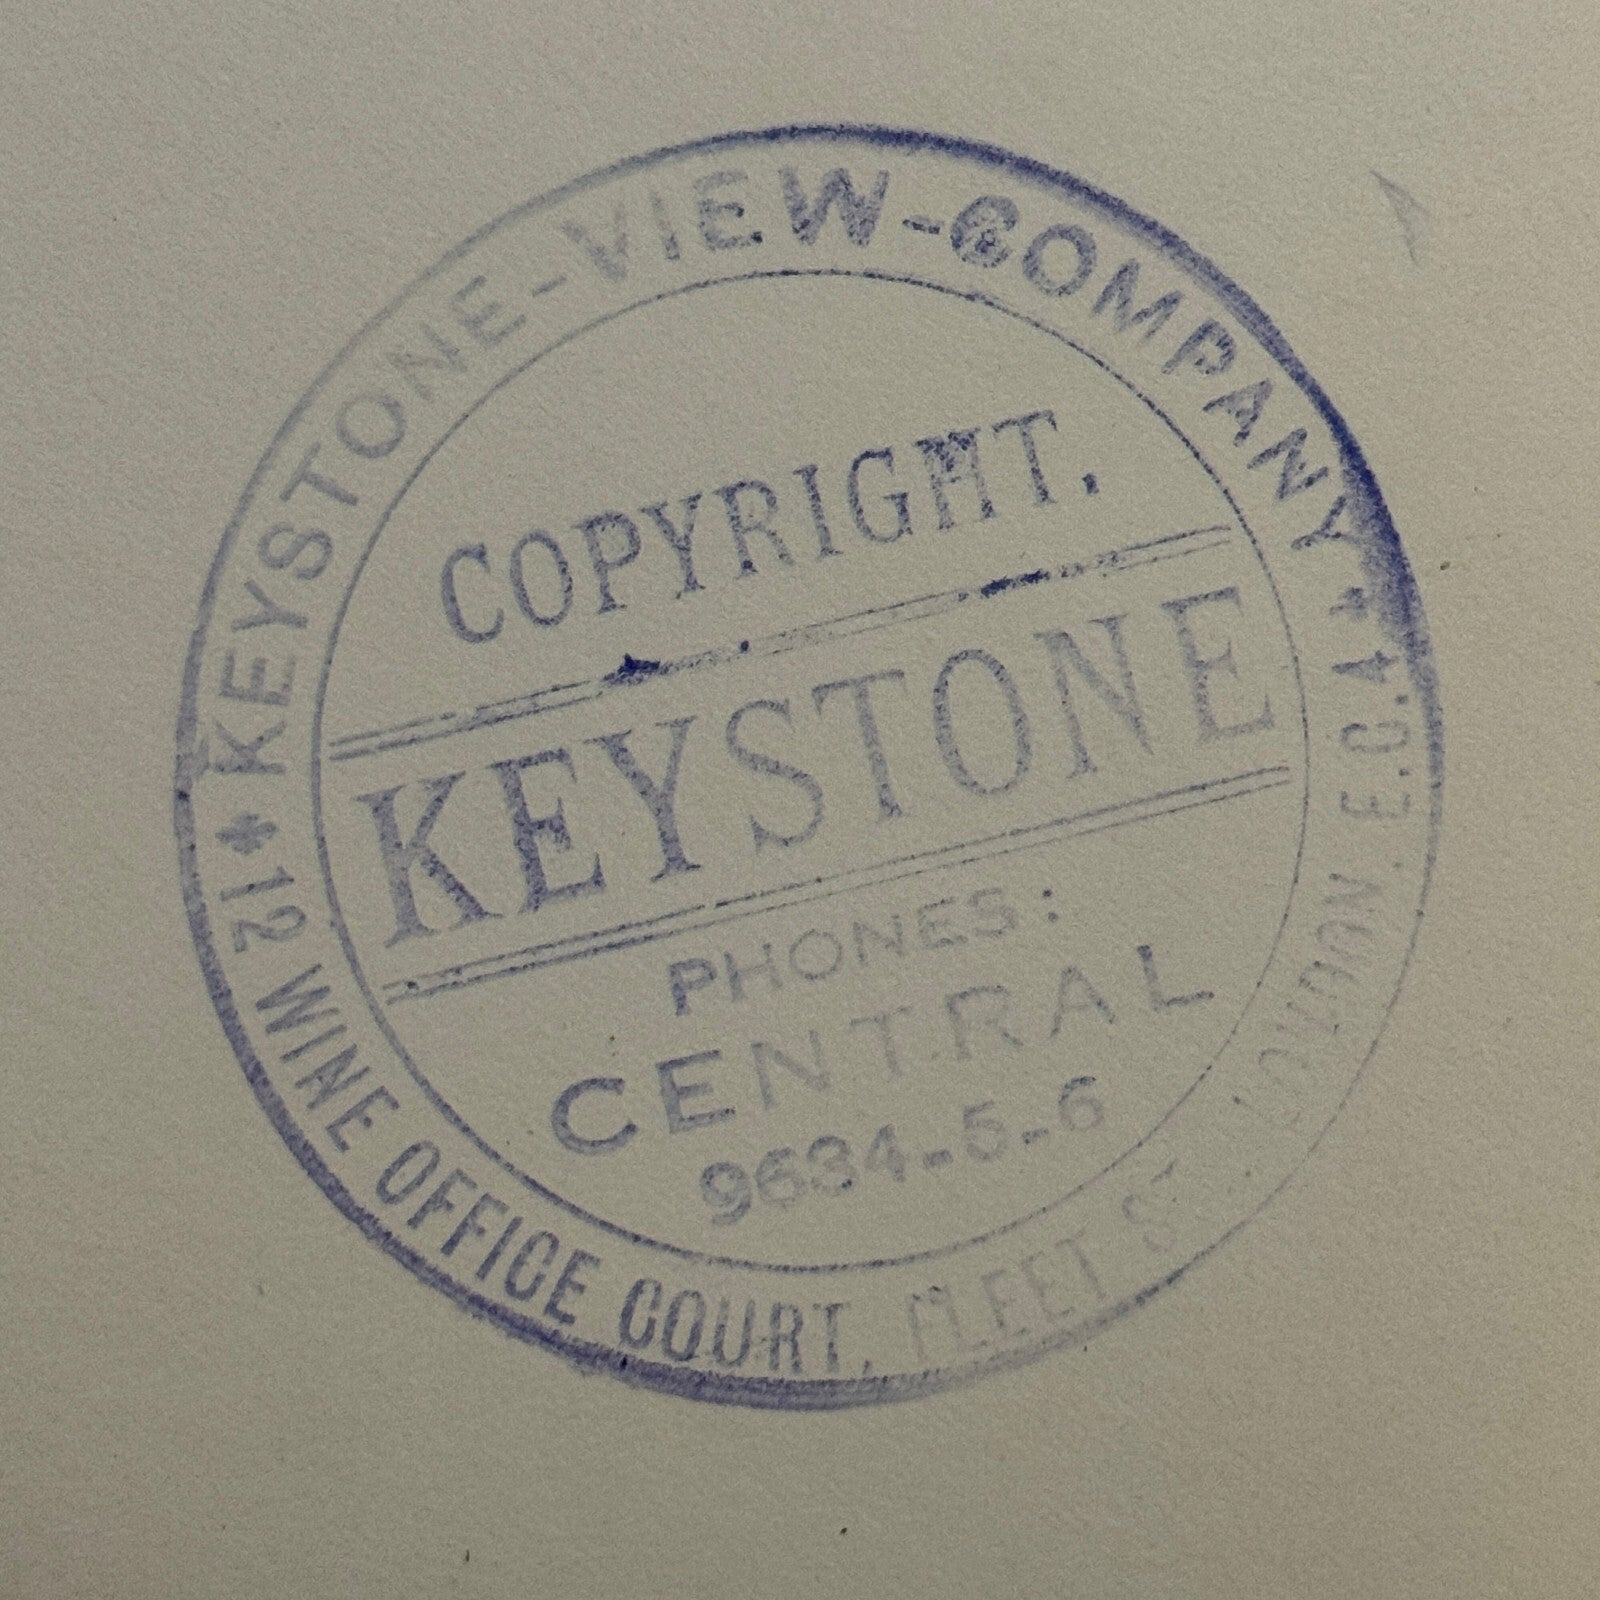 KEYSTONE-VIEW-COMPANY
COPYRIGHT.
KEYSTONE
PHONES:
CENTRAL
9634-5-6
12 WINE OFFICE COURT, FLEET ST., LONDON, E.C.4